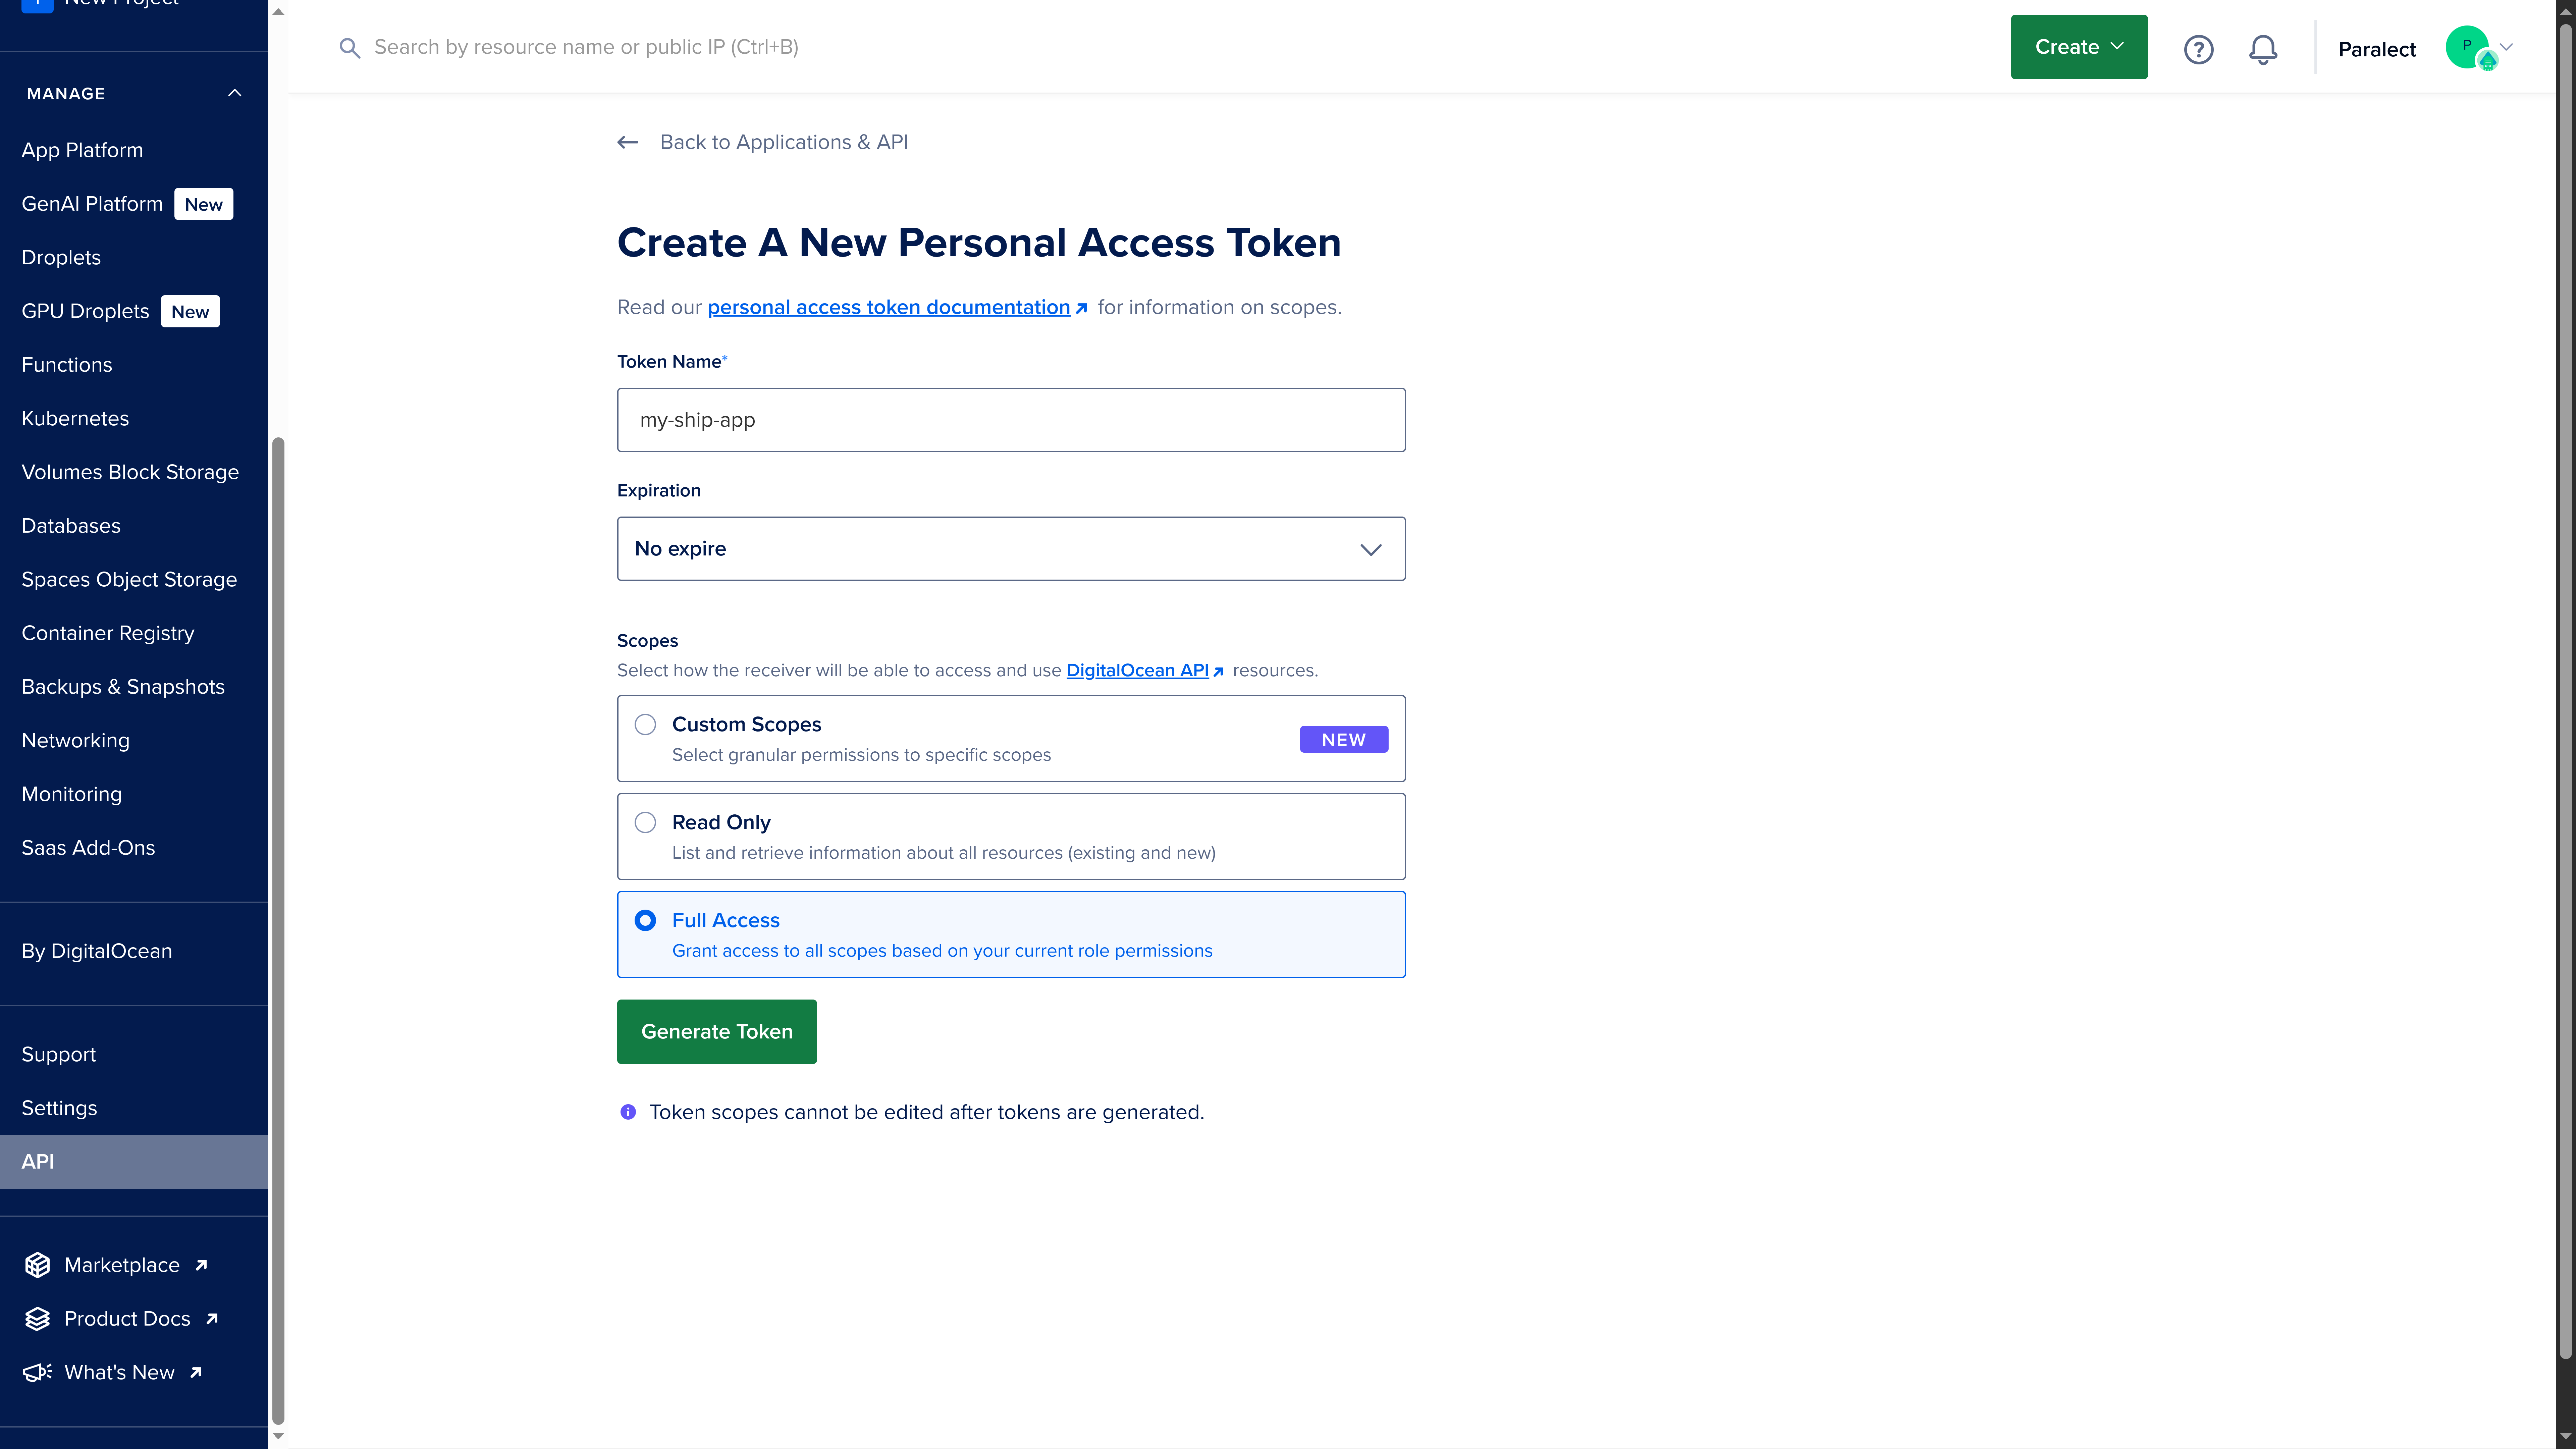 New Project
MANAGE
App Platform
GenAI Platform New
Droplets
GPU Droplets New
Functions
Kubernetes
Volumes Block Storage
Databases
Spaces Object Storage
Container Registry
Backups & Snapshots
Networking
Monitoring
Saas Add-Ons
By DigitalOcean
Support
Settings
API
Marketplace
Product Docs
What's New
Search by resource name or public IP (Ctrl+B)
Create
Paralect
P
Back to Applications & API
Create A New Personal Access Token
Read our personal access token documentation for information on scopes.
Token Name*
my-ship-app
Expiration
No expire
Scopes
Select how the receiver will be able to access and use DigitalOcean API resources.
Custom Scopes
Select granular permissions to specific scopes
NEW
Read Only
List and retrieve information about all resources (existing and new)
Full Access
Grant access to all scopes based on your current role permissions
Generate Token
Token scopes cannot be edited after tokens are generated.